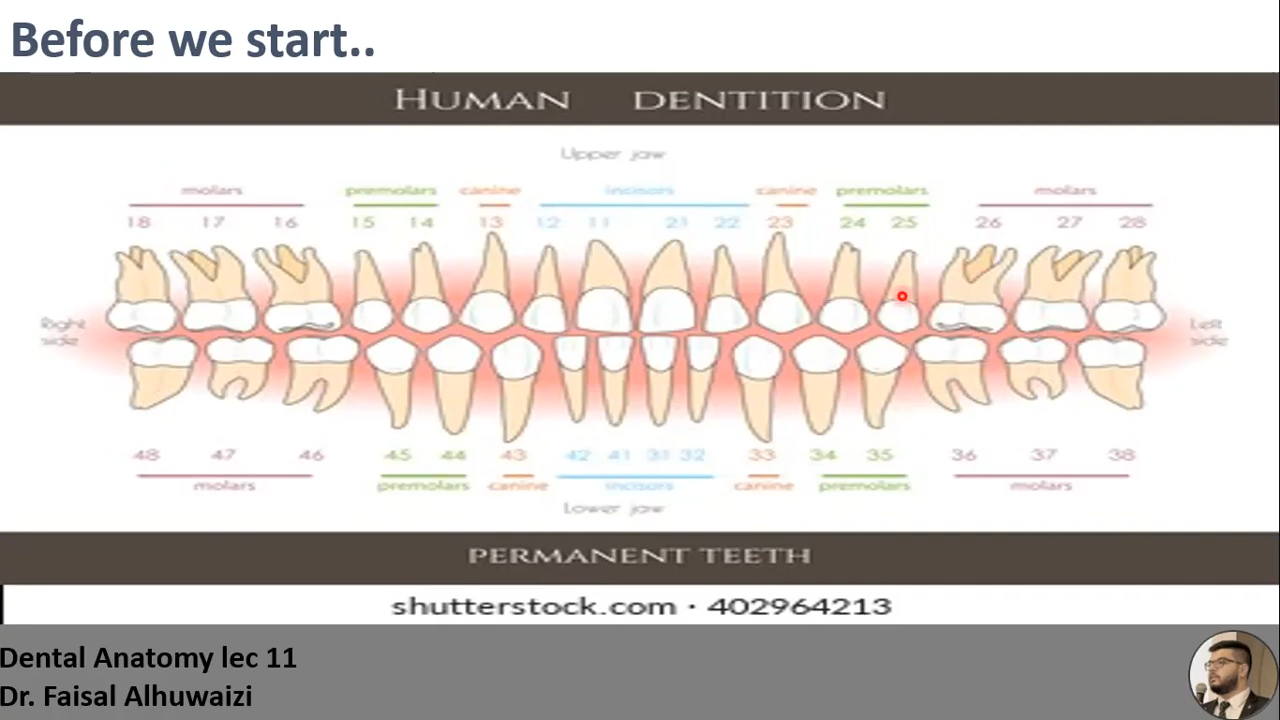 Before we start..
HUMAN DENTITION
Upper jaw
molars premolars canine incisors canine premolars molars
18 17 16 15 14 13 12 11 21 22 23 24 25 26 27 28
Right side
Left side
48 47 46 45 44 43 42 41 31 32 33 34 35 36 37 38
molars premolars canine incisors canine premolars molars
Lower jaw
PERMANENT TEETH
shutterstock.com · 402964213
Dental Anatomy lec 11
Dr. Faisal Alhuwaizi